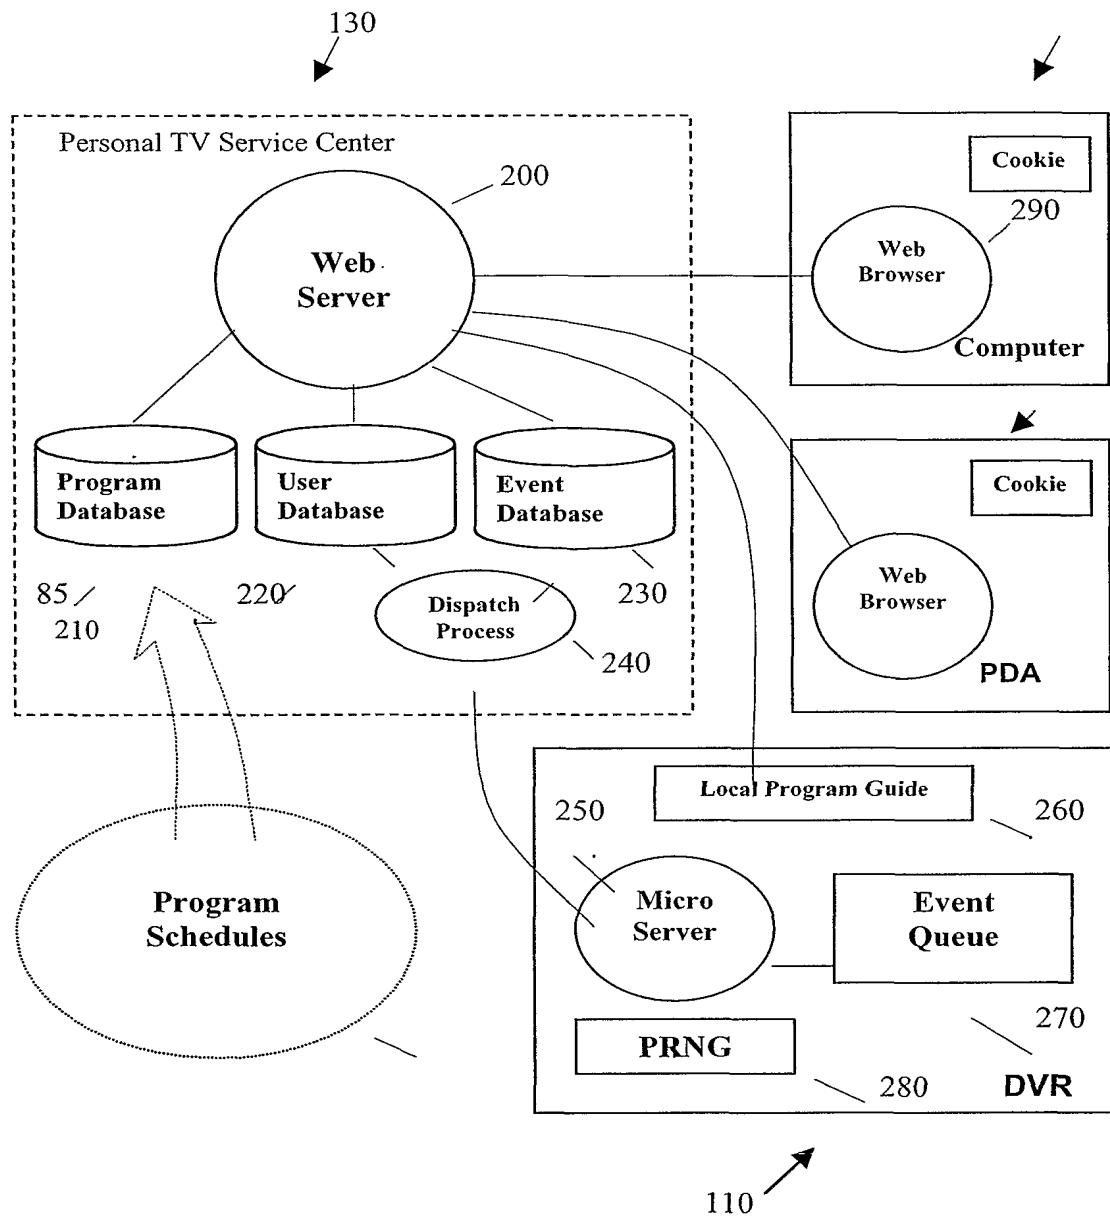 130
Personal TV Service Center
200
Web
Server
Cookie
290
Web
Browser
Computer
Program
Database
User
Database
Event
Database
Cookie
85
210
220
Dispatch
Process
230
240
Web
Browser
PDA
Local Program Guide
250
260
Program
Schedules
Micro
Server
Event
Queue
270
PRNG
280
DVR
110